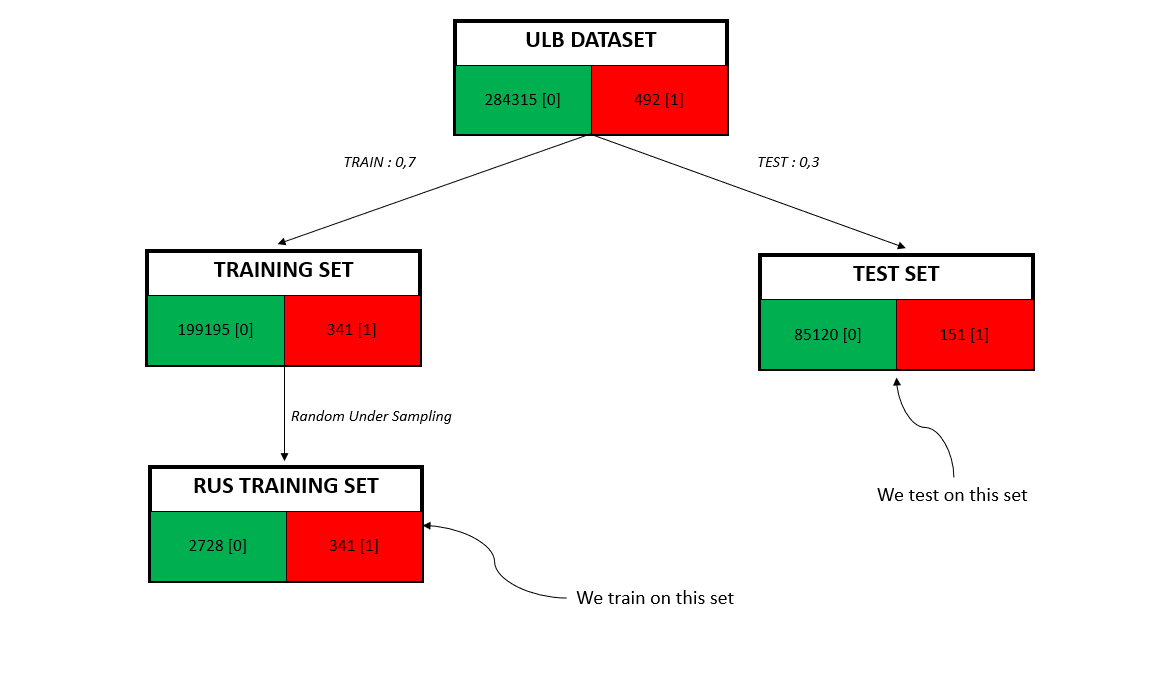 ULB DATASET
284315 [0]
492 [1]
TRAIN : 0,7
TEST : 0,3
TRAINING SET
199195 [0]
341 [1]
TEST SET
85120 [0]
151 [1]
Random Under Sampling
RUS TRAINING SET
2728 [0]
341 [1]
We test on this set
We train on this set